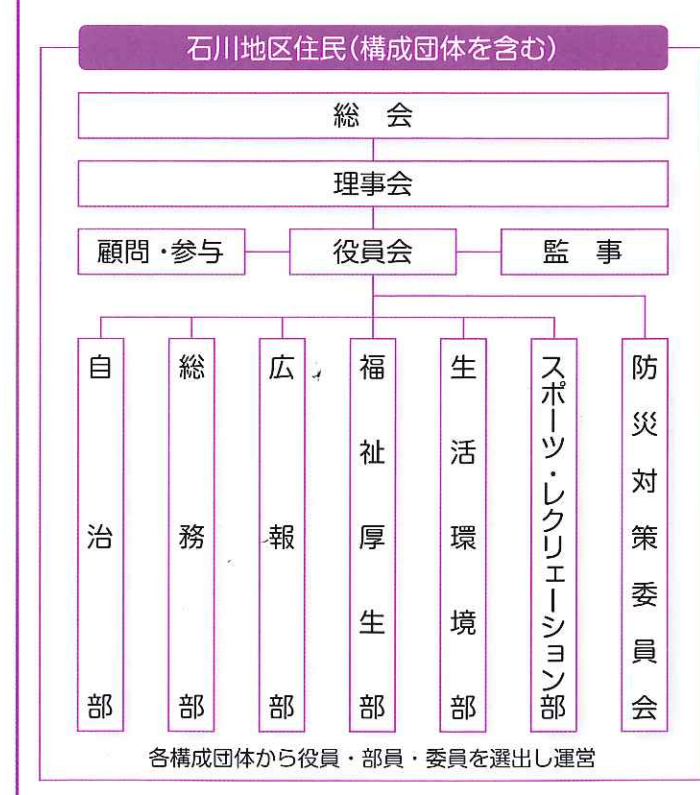 石川地区住民(構成団体を含む)
総　会
理事会
顧問・参与
役員会
監　事
自治部
総務部
広報部
福祉厚生部
生活環境部
スポーツ・レクリェーション部
防災対策委員会
各構成団体から役員・部員・委員を選出し運営